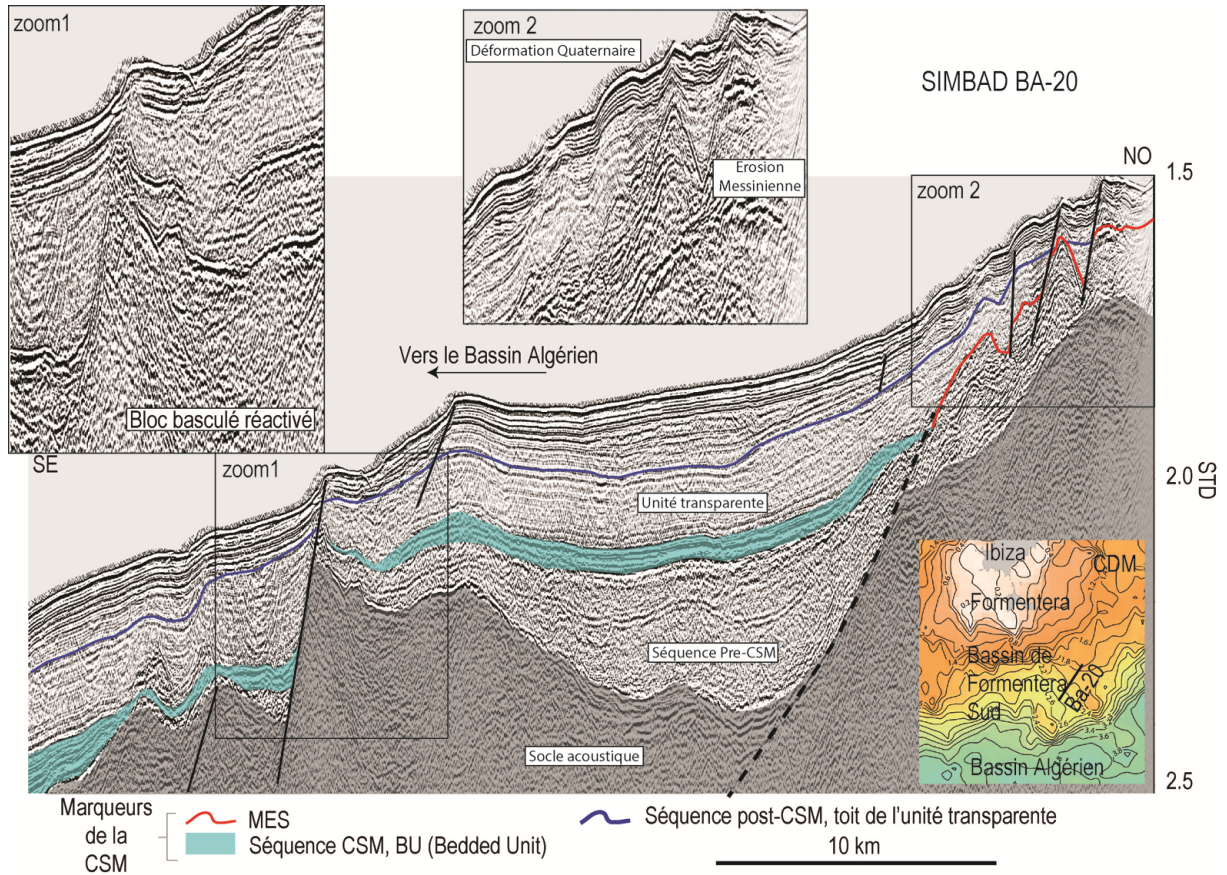 zoom1
zoom 2
Déformation Quaternaire
SIMBAD BA-20
Erosion
Messinienne
NO
1.5
zoom 2
Vers le Bassin Algérien
Bloc basculé réactivé
SE
zoom1
2.0
STD
Unité transparente
Séquence Pre-CSM
Socle acoustique
Ibiza
CDM
Formentera
Bassin de
Formentera
Sud
Ba-20
Bassin Algérien
2.5
Marqueurs
de la
CSM
MES
Séquence CSM, BU (Bedded Unit)
Séquence post-CSM, toit de l'unité transparente
10 km